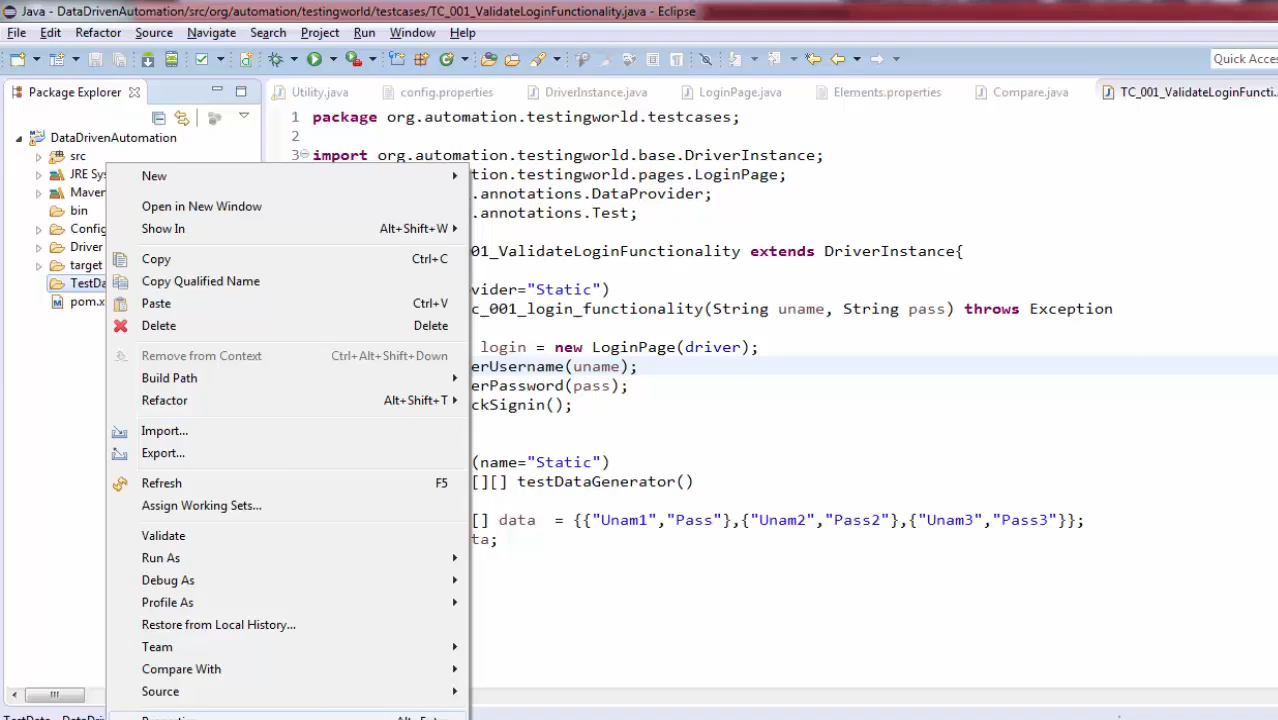 Java - DataDrivenAutomation/src/org/automation/testingworld/testcases/TC_001_ValidateLoginFunctionality.java - Eclipse
File Edit Refactor Source Navigate Search Project Run Window Help
Quick Acce
Package Explorer
Utility.java config.properties DriverInstance.java LoginPage.java Elements.properties Compare.java TC_001_ValidateLoginFuncti...
DataDrivenAutomation
src
JRE Sys
Maven
bin
Config
Driver
target
TestDa
pom.x
New
Open in New Window
Show In Alt+Shift+W
Copy Ctrl+C
Copy Qualified Name
Paste Ctrl+V
Delete Delete
Remove from Context Ctrl+Alt+Shift+Down
Build Path
Refactor Alt+Shift+T
Import...
Export...
Refresh F5
Assign Working Sets...
Validate
Run As
Debug As
Profile As
Restore from Local History...
Team
Compare With
Source
1 package org.automation.testingworld.testcases;
2
3 import org.automation.testingworld.base.DriverInstance;
.testingworld.pages.LoginPage;
.annotations.DataProvider;
.annotations.Test;
01_ValidateLoginFunctionality extends DriverInstance{
vider="Static")
c_001_login_functionality(String uname, String pass) throws Exception
login = new LoginPage(driver);
erUsername(uname);
erPassword(pass);
ckSignin();
(name="Static")
[][] testDataGenerator()
[] data = {{"Unam1","Pass"},{"Unam2","Pass2"},{"Unam3","Pass3"}};
ta;